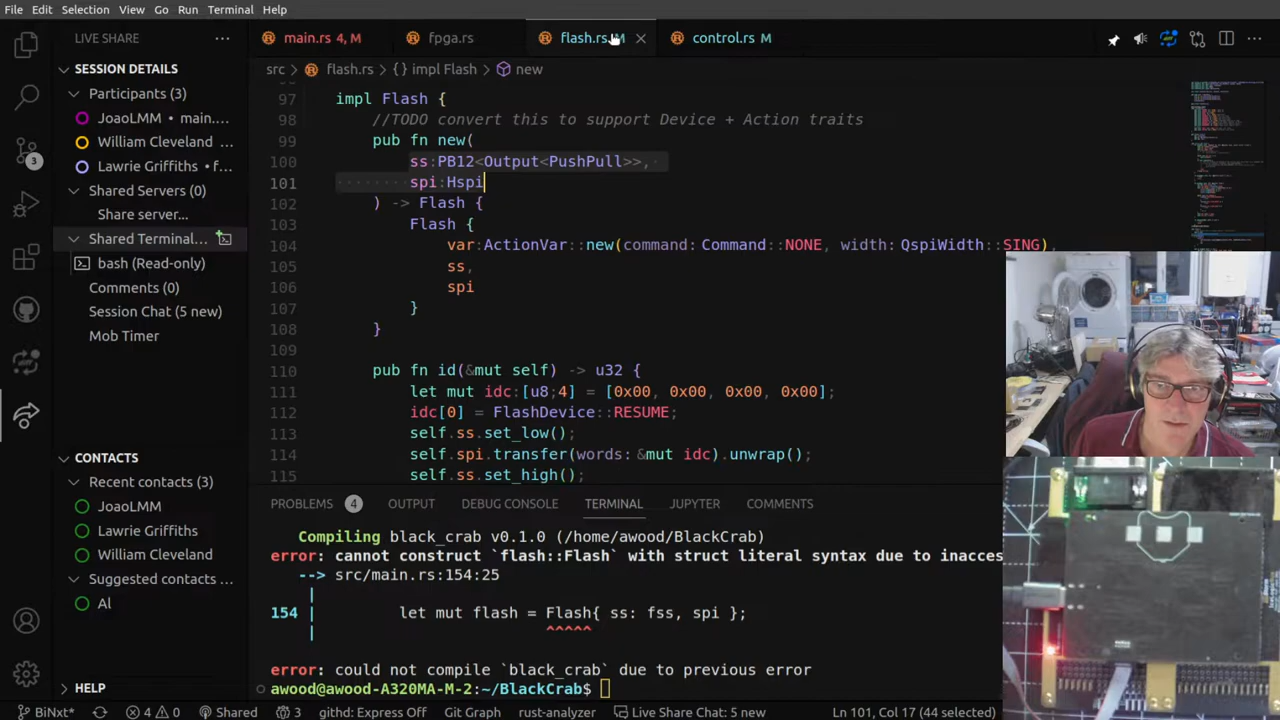 File Edit Selection View Go Run Terminal Help
LIVE SHARE ···
main.rs 4, M
fpga.rs
flash.rs M
control.rs M
SESSION DETAILS
Participants (3)
JoaoLMM • main....
William Cleveland ...
Lawrie Griffiths • ...
Shared Servers (0)
Share server...
Shared Terminal...
bash (Read-only)
Comments (0)
Session Chat (5 new)
Mob Timer
CONTACTS
Recent contacts (3)
JoaoLMM
Lawrie Griffiths
William Cleveland
Suggested contacts ...
Al
HELP
3
src > flash.rs > {} impl Flash > new
97 impl Flash {
98 //TODO convert this to support Device + Action traits
99 pub fn new(
100 ss:PB12<Output<PushPull>>,
101 spi:Hspi
102 ) -> Flash {
103 Flash {
104 var:ActionVar::new(command: Command::NONE, width: QspiWidth::SING),
105 ss,
106 spi
107 }
108 }
109
110 pub fn id(&mut self) -> u32 {
111 let mut idc:[u8;4] = [0x00, 0x00, 0x00, 0x00];
112 idc[0] = FlashDevice::RESUME;
113 self.ss.set_low();
114 self.spi.transfer(words: &mut idc).unwrap();
115 self.ss.set_high();
PROBLEMS 4 OUTPUT DEBUG CONSOLE TERMINAL JUPYTER COMMENTS
Compiling black_crab v0.1.0 (/home/awood/BlackCrab)
error: cannot construct `flash::Flash` with struct literal syntax due to inacces
--> src/main.rs:154:25
|
154 | let mut flash = Flash{ ss: fss, spi };
| ^^^^^
error: could not compile `black_crab` due to previous error
awood@awood-A320MA-M-2:~/BlackCrab$
BiNxt* 4 0 Shared 3 githd: Express Off Git Graph rust-analyzer Live Share Chat: 5 new Ln 101, Col 17 (44 selected)